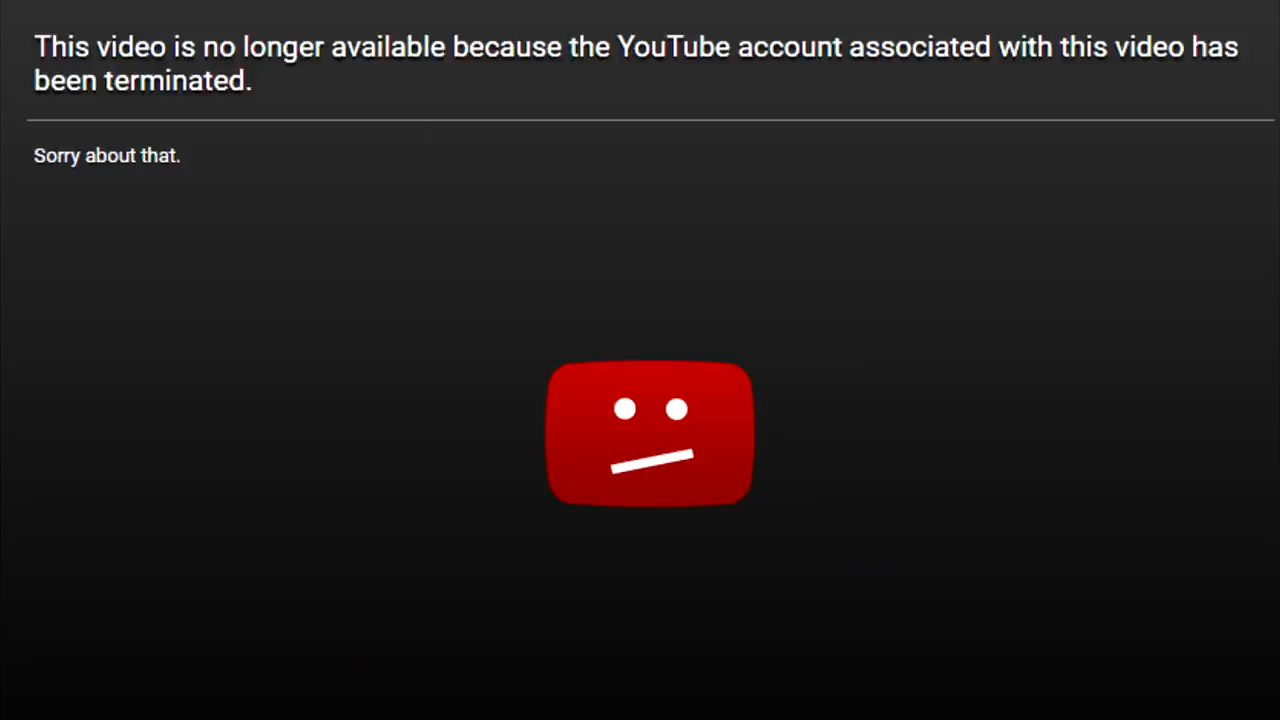 This video is no longer available because the YouTube account associated with this video has
been terminated.
Sorry about that.